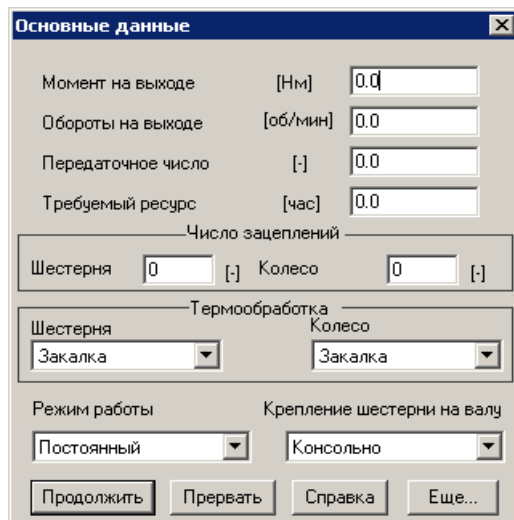 Основные данные
Момент на выходе [Нм] 0.0
Обороты на выходе [об/мин] 0.0
Передаточное число [-] 0.0
Требуемый ресурс [час] 0.0
Число зацеплений
Шестерня 0 [-] Колесо 0 [-]
Термообработка
Шестерня Колесо
Закалка Закалка
Режим работы Крепление шестерни на валу
Постоянный Консольно
Продолжить Прервать Справка Еще...